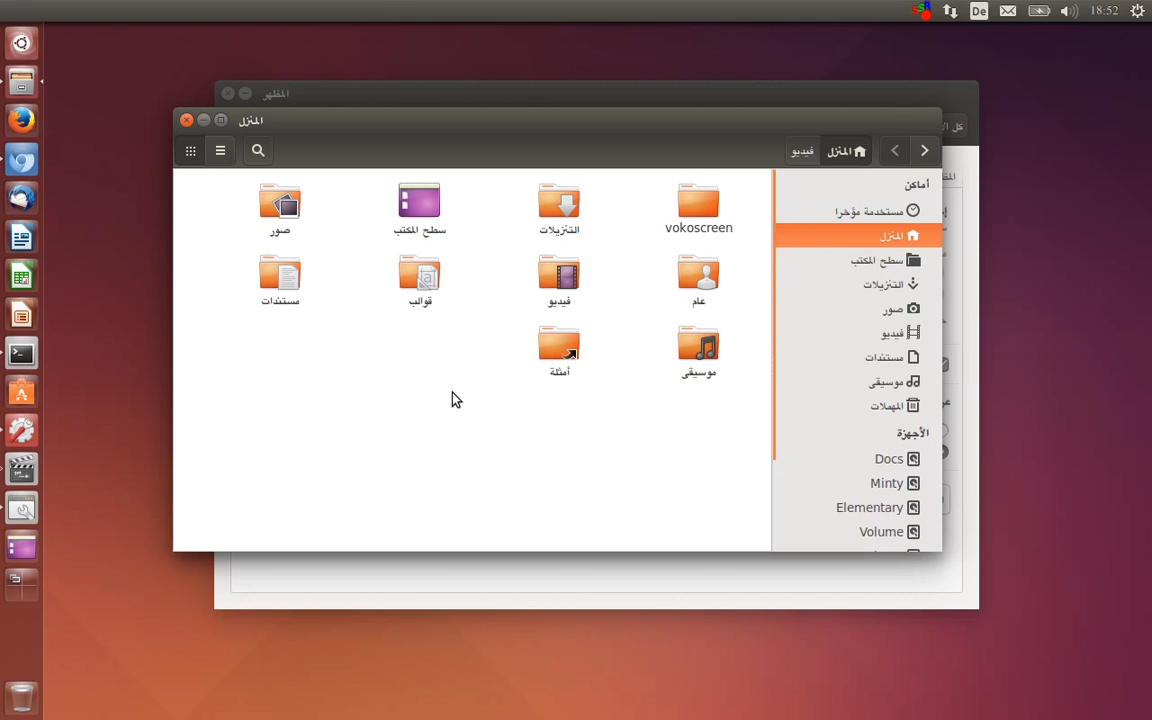 De
18:52
المظهر
المنزل
المنزل
فيديو
vokoscreen
التنزيلات
سطح المكتب
صور
عام
فيديو
قوالب
مستندات
موسيقى
أمثلة
أماكن
مستخدمة مؤخرا
المنزل
سطح المكتب
التنزيلات
صور
فيديو
مستندات
موسيقى
المهملات
الأجهزة
Docs
Minty
Elementary
Volume